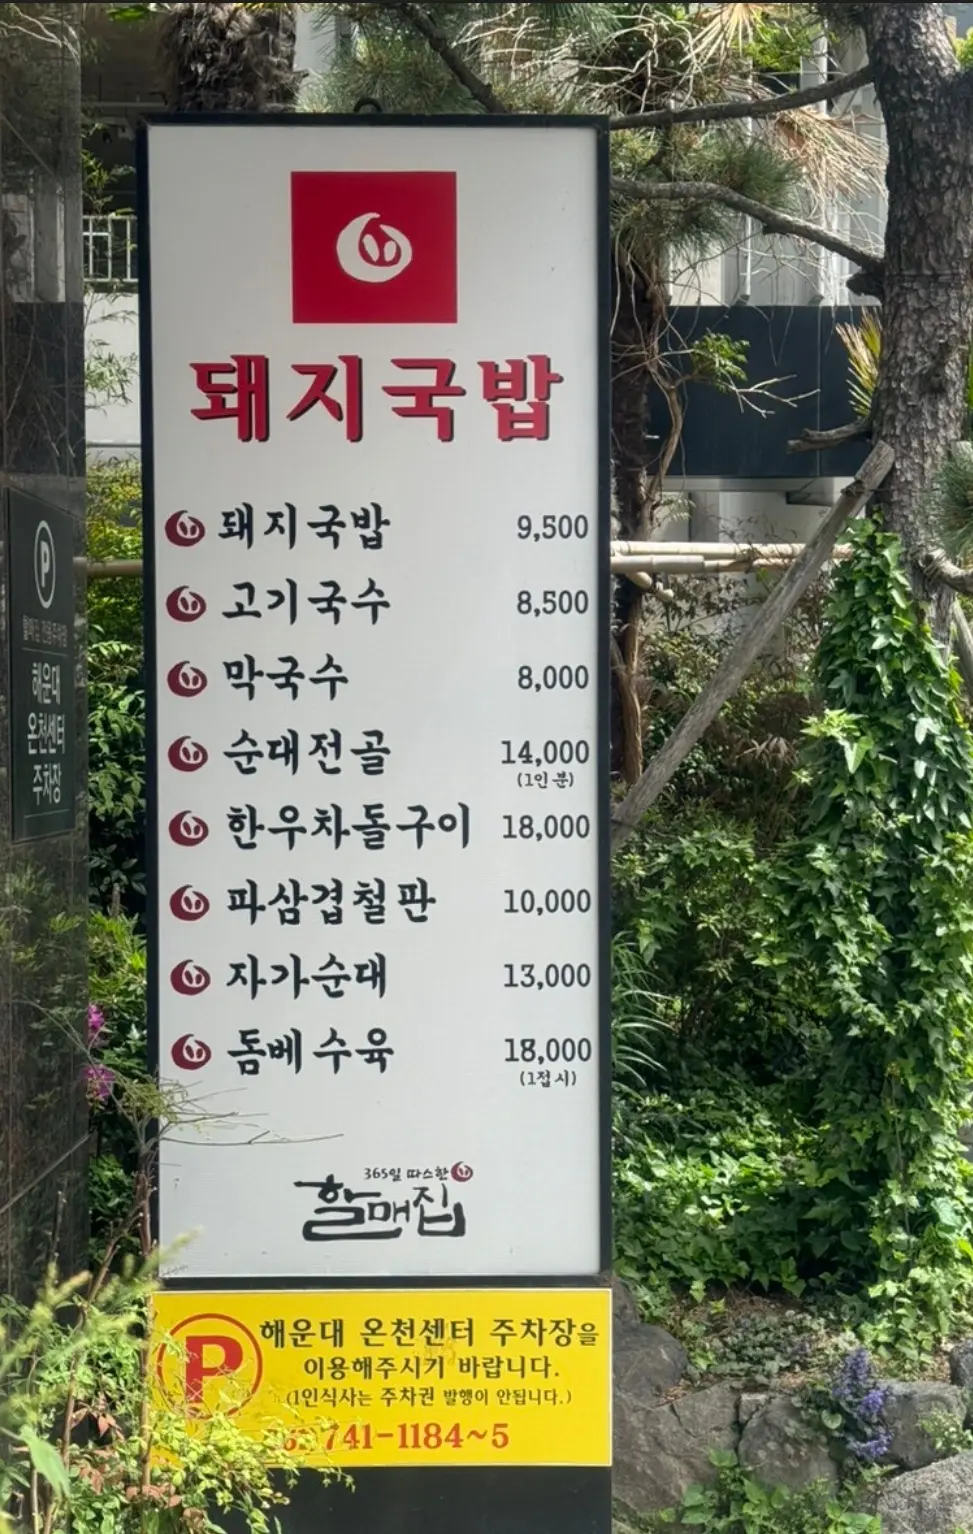 돼지국밥
돼지국밥 9,500
고기국수 8,500
막국수 8,000
순대전골 14,000
(1인분)
한우차돌구이 18,000
파삼겹철판 10,000
자가순대 13,000
돔베수육 18,000
(1접시)
365일 따스한
할매집
P
해운대 온천센터 주차장을
이용해주시기 바랍니다.
(1인식사는 주차권 발행이 안됩니다.)
741-1184~5
P
해운대
온천센터
주차장